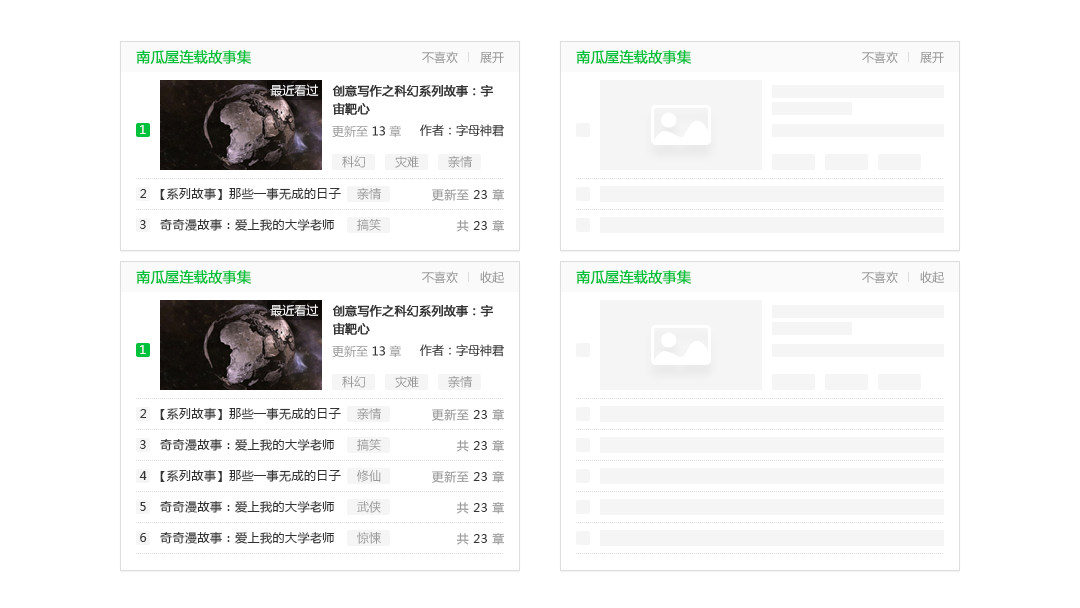 南瓜屋连载故事集 不喜欢 展开
最近看过
创意写作之科幻系列故事：宇
宙靶心
1
更新至 13 章 作者：字母神君
科幻 灾难 亲情
2 【系列故事】那些一事无成的日子 亲情 更新至 23 章
3 奇奇漫故事：爱上我的大学老师 搞笑 共 23 章
南瓜屋连载故事集 不喜欢 展开
南瓜屋连载故事集 不喜欢 收起
最近看过
创意写作之科幻系列故事：宇
宙靶心
1
更新至 13 章 作者：字母神君
科幻 灾难 亲情
2 【系列故事】那些一事无成的日子 亲情 更新至 23 章
3 奇奇漫故事：爱上我的大学老师 搞笑 共 23 章
4 【系列故事】那些一事无成的日子 修仙 更新至 23 章
5 奇奇漫故事：爱上我的大学老师 武侠 共 23 章
6 奇奇漫故事：爱上我的大学老师 惊悚 共 23 章
南瓜屋连载故事集 不喜欢 收起